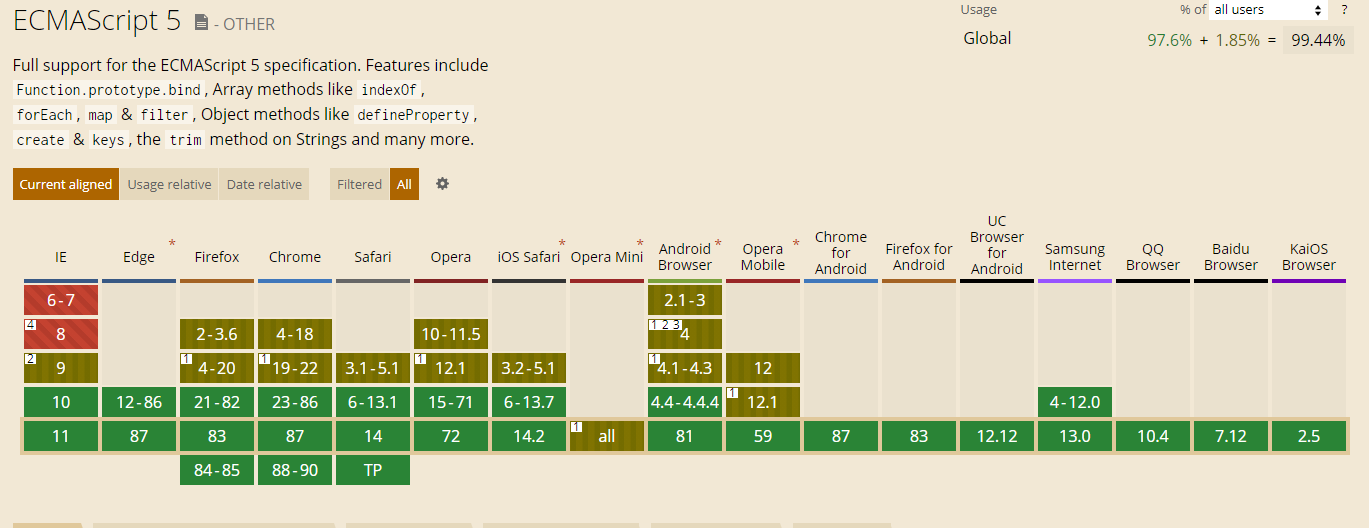 ECMAScript 5 - OTHER
Usage % of all users ?
Global 97.6% + 1.85% = 99.44%
Full support for the ECMAScript 5 specification. Features include
Function.prototype.bind, Array methods like indexOf,
forEach, map & filter, Object methods like defineProperty,
create & keys, the trim method on Strings and many more.
Current aligned Usage relative Date relative Filtered All
IE Edge * Firefox Chrome Safari Opera iOS Safari * Opera Mini * Android Browser * Opera Mobile * Chrome for Android Firefox for Android UC Browser for Android Samsung Internet QQ Browser Baidu Browser KaiOS Browser
6-7 2.1-3
4 8 2-3.6 4-18 10-11.5 1 2 3 4
2 9 1 4-20 1 19-22 3.1-5.1 1 12.1 3.2-5.1 1 4.1-4.3 12
10 12-86 21-82 23-86 6-13.1 15-71 6-13.7 4.4-4.4.4 1 12.1 4-12.0
11 87 83 87 14 72 14.2 1 all 81 59 87 83 12.12 13.0 10.4 7.12 2.5
84-85 88-90 TP